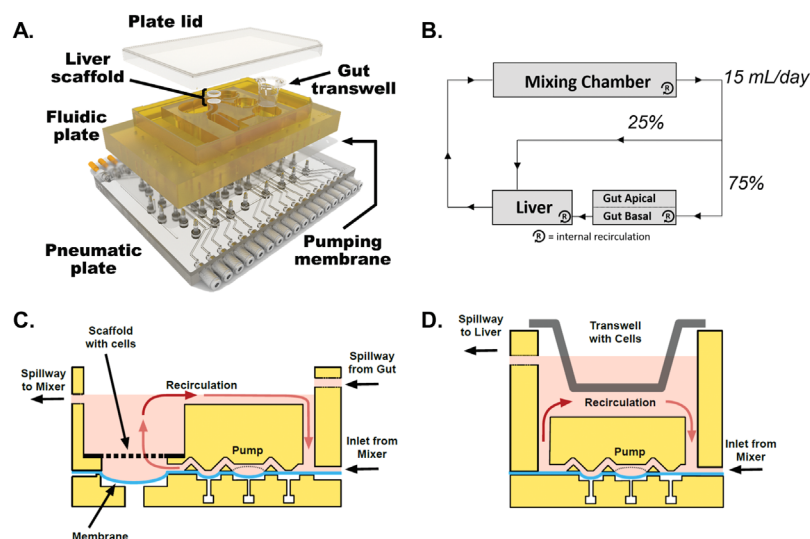 A.
Plate lid
Liver
scaffold
Gut
transwell
Fluidic
plate
Pneumatic
plate
Pumping
membrane
B.
Mixing Chamber
R
15 mL/day
25%
75%
Liver
R
Gut Apical
Gut Basal
R
R = internal recirculation
C.
Scaffold
with cells
Spillway
to Mixer
Recirculation
Spillway
from Gut
Pump
Inlet from
Mixer
Membrane
D.
Spillway
to Liver
Transwell
with Cells
Recirculation
Pump
Inlet from
Mixer